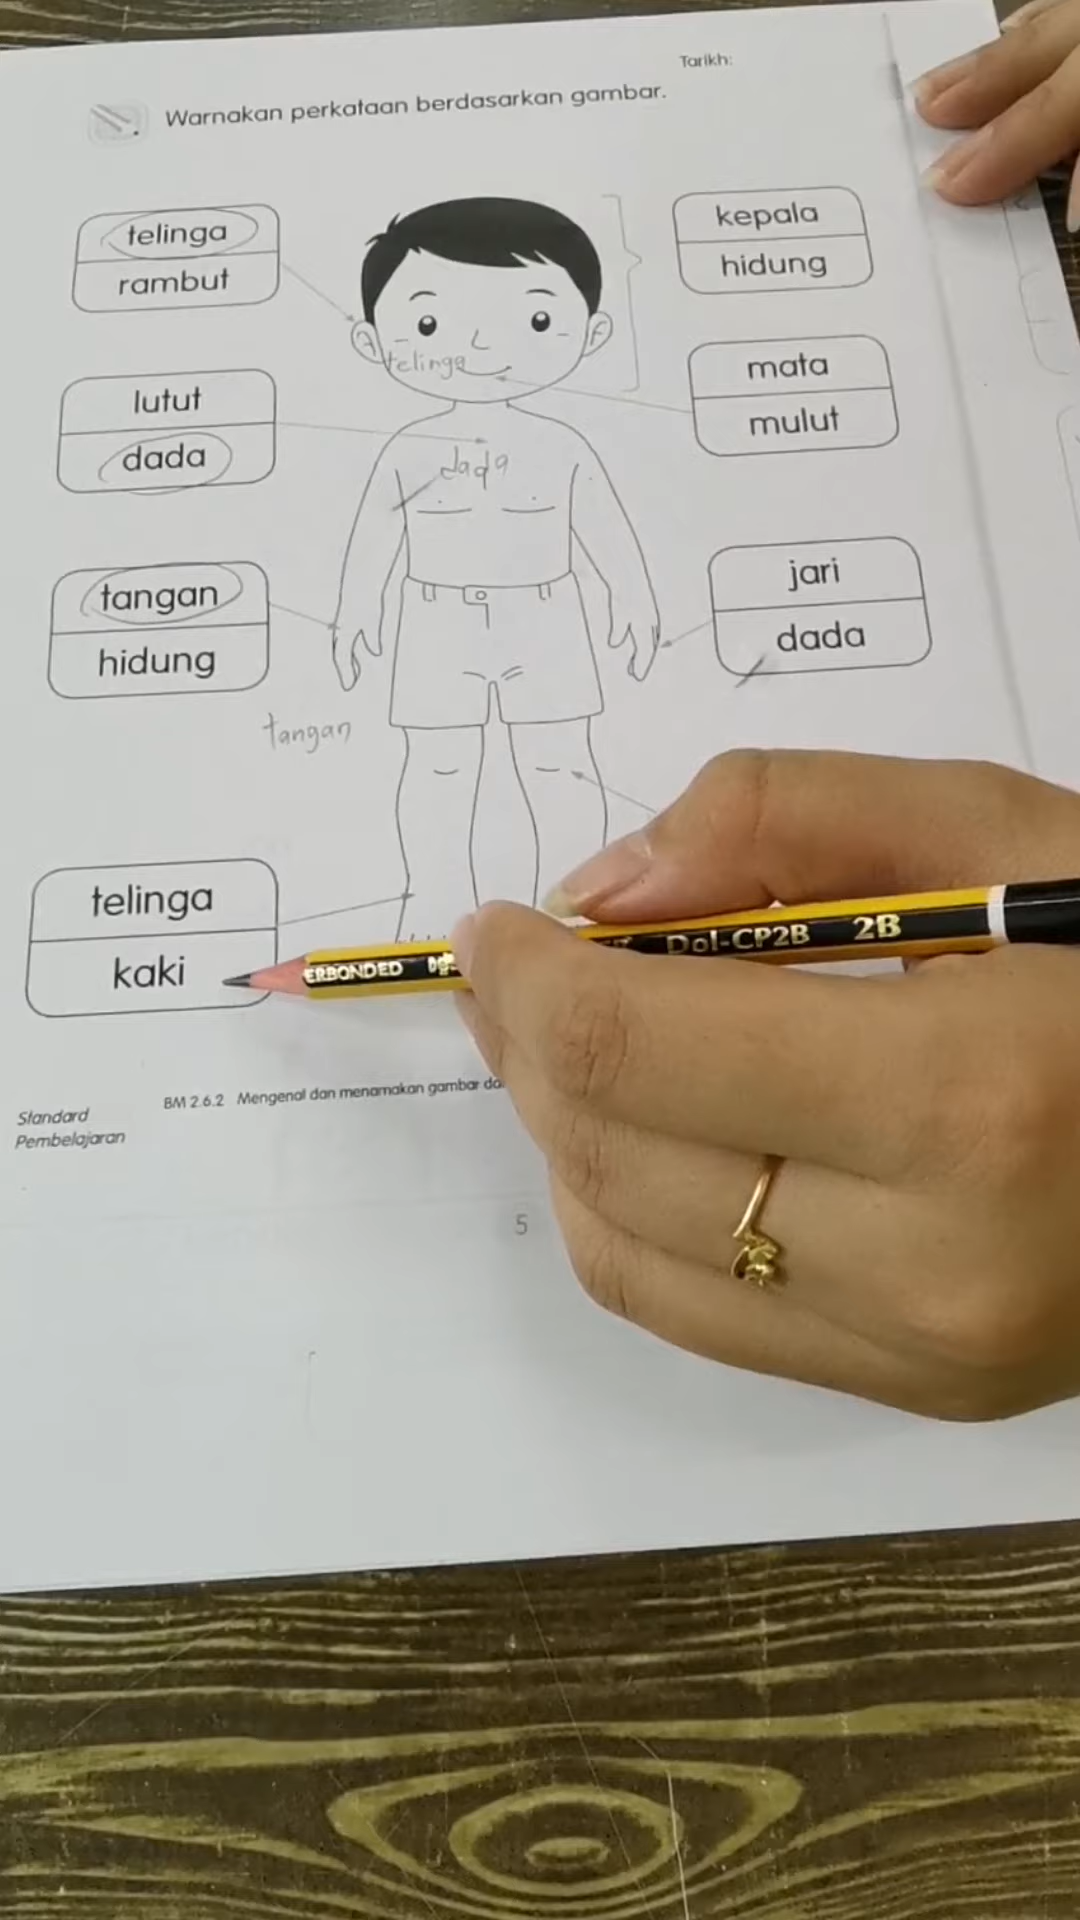 Tarikh:
Warnakan perkataan berdasarkan gambar.
telinga
rambut
kepala
hidung
telinga
mata
mulut
lutut
dada
dada
tangan
hidung
jari
dada
tangan
telinga
kaki
ERBONDED
Dol-CP2B 2B
Standard
Pembelajaran
BM 2.6.2 Mengenal dan menamakan gambar
5